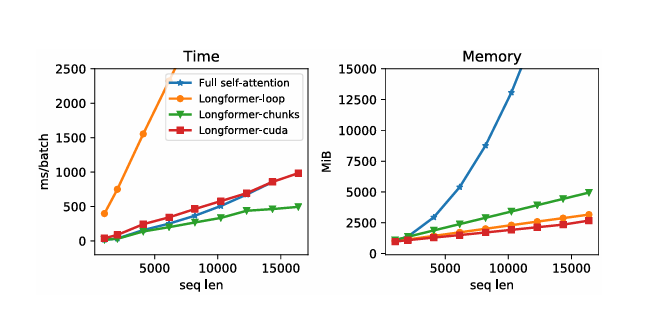 Time
2500
2000
1500
1000
500
0
ms/batch
5000
10000
15000
seq len
Full self-attention
Longformer-loop
Longformer-chunks
Longformer-cuda
Memory
15000
12500
10000
7500
5000
2500
0
MiB
5000
10000
15000
seq len